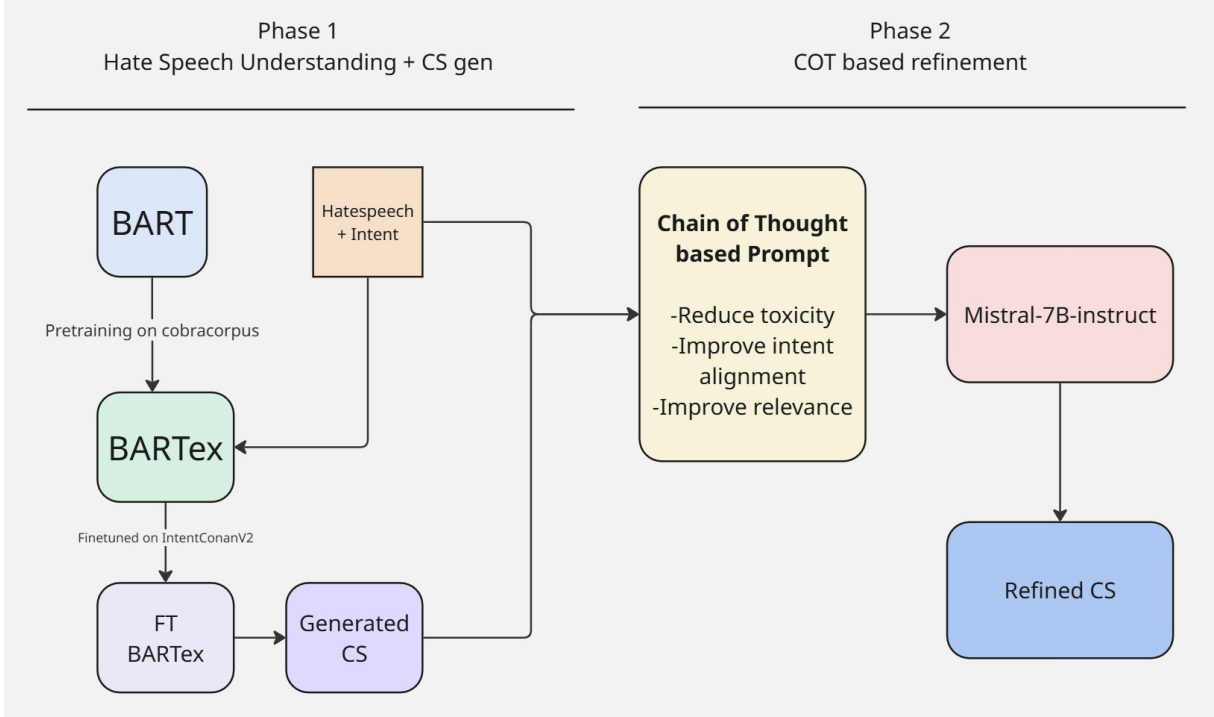 Phase 1
Hate Speech Understanding + CS gen
Phase 2
COT based refinement
BART
Hatespeech
+ Intent
Pretraining on cobracorpus
BARTex
Finetuned on IntentConanV2
FT
BARTex
Generated
CS
Chain of Thought
based Prompt
-Reduce toxicity
-Improve intent
alignment
-Improve relevance
Mistral-7B-instruct
Refined CS